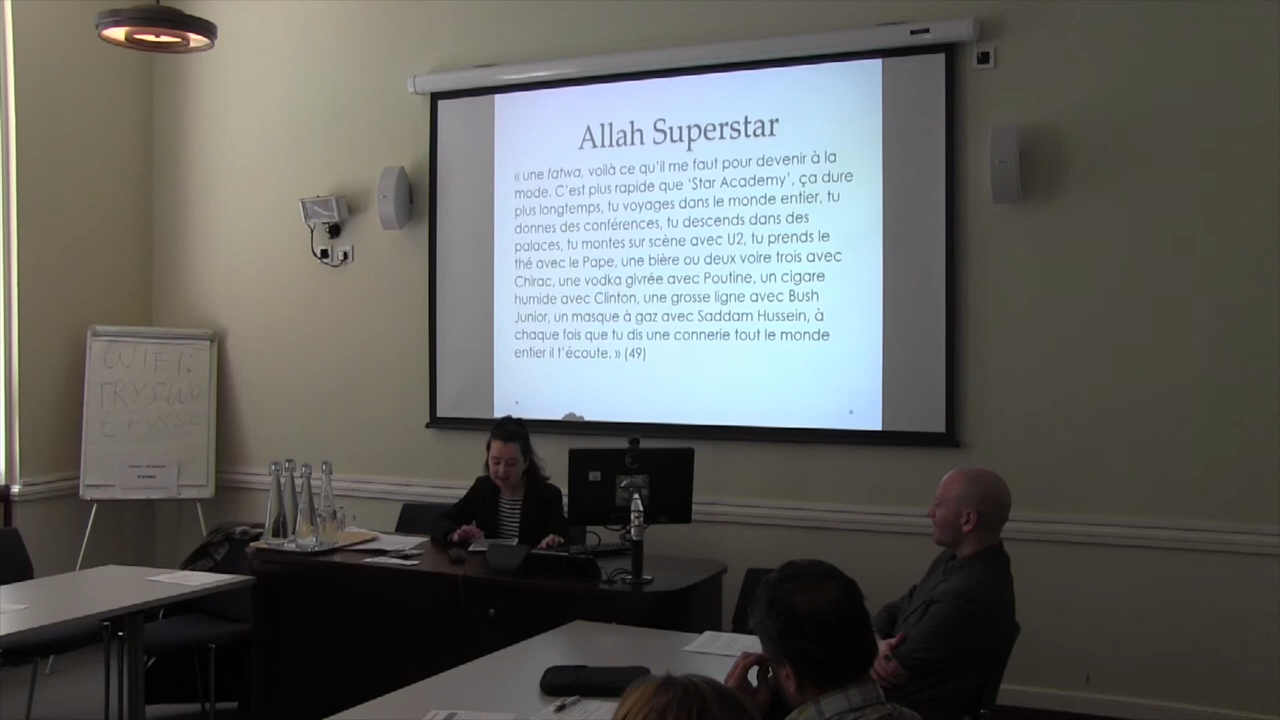 Allah Superstar
« une fatwa, voilà ce qu'il me faut pour devenir à la
mode. C'est plus rapide que 'Star Academy', ça dure
plus longtemps, tu voyages dans le monde entier, tu
donnes des conférences, tu descends dans des
palaces, tu montes sur scène avec U2, tu prends le
thé avec le Pape, une bière ou deux voire trois avec
Chirac, une vodka givrée avec Poutine, un cigare
humide avec Clinton, une grosse ligne avec Bush
Junior, un masque à gaz avec Saddam Hussein, à
chaque fois que tu dis une connerie tout le monde
entier il t'écoute. » (49)
WIFI: